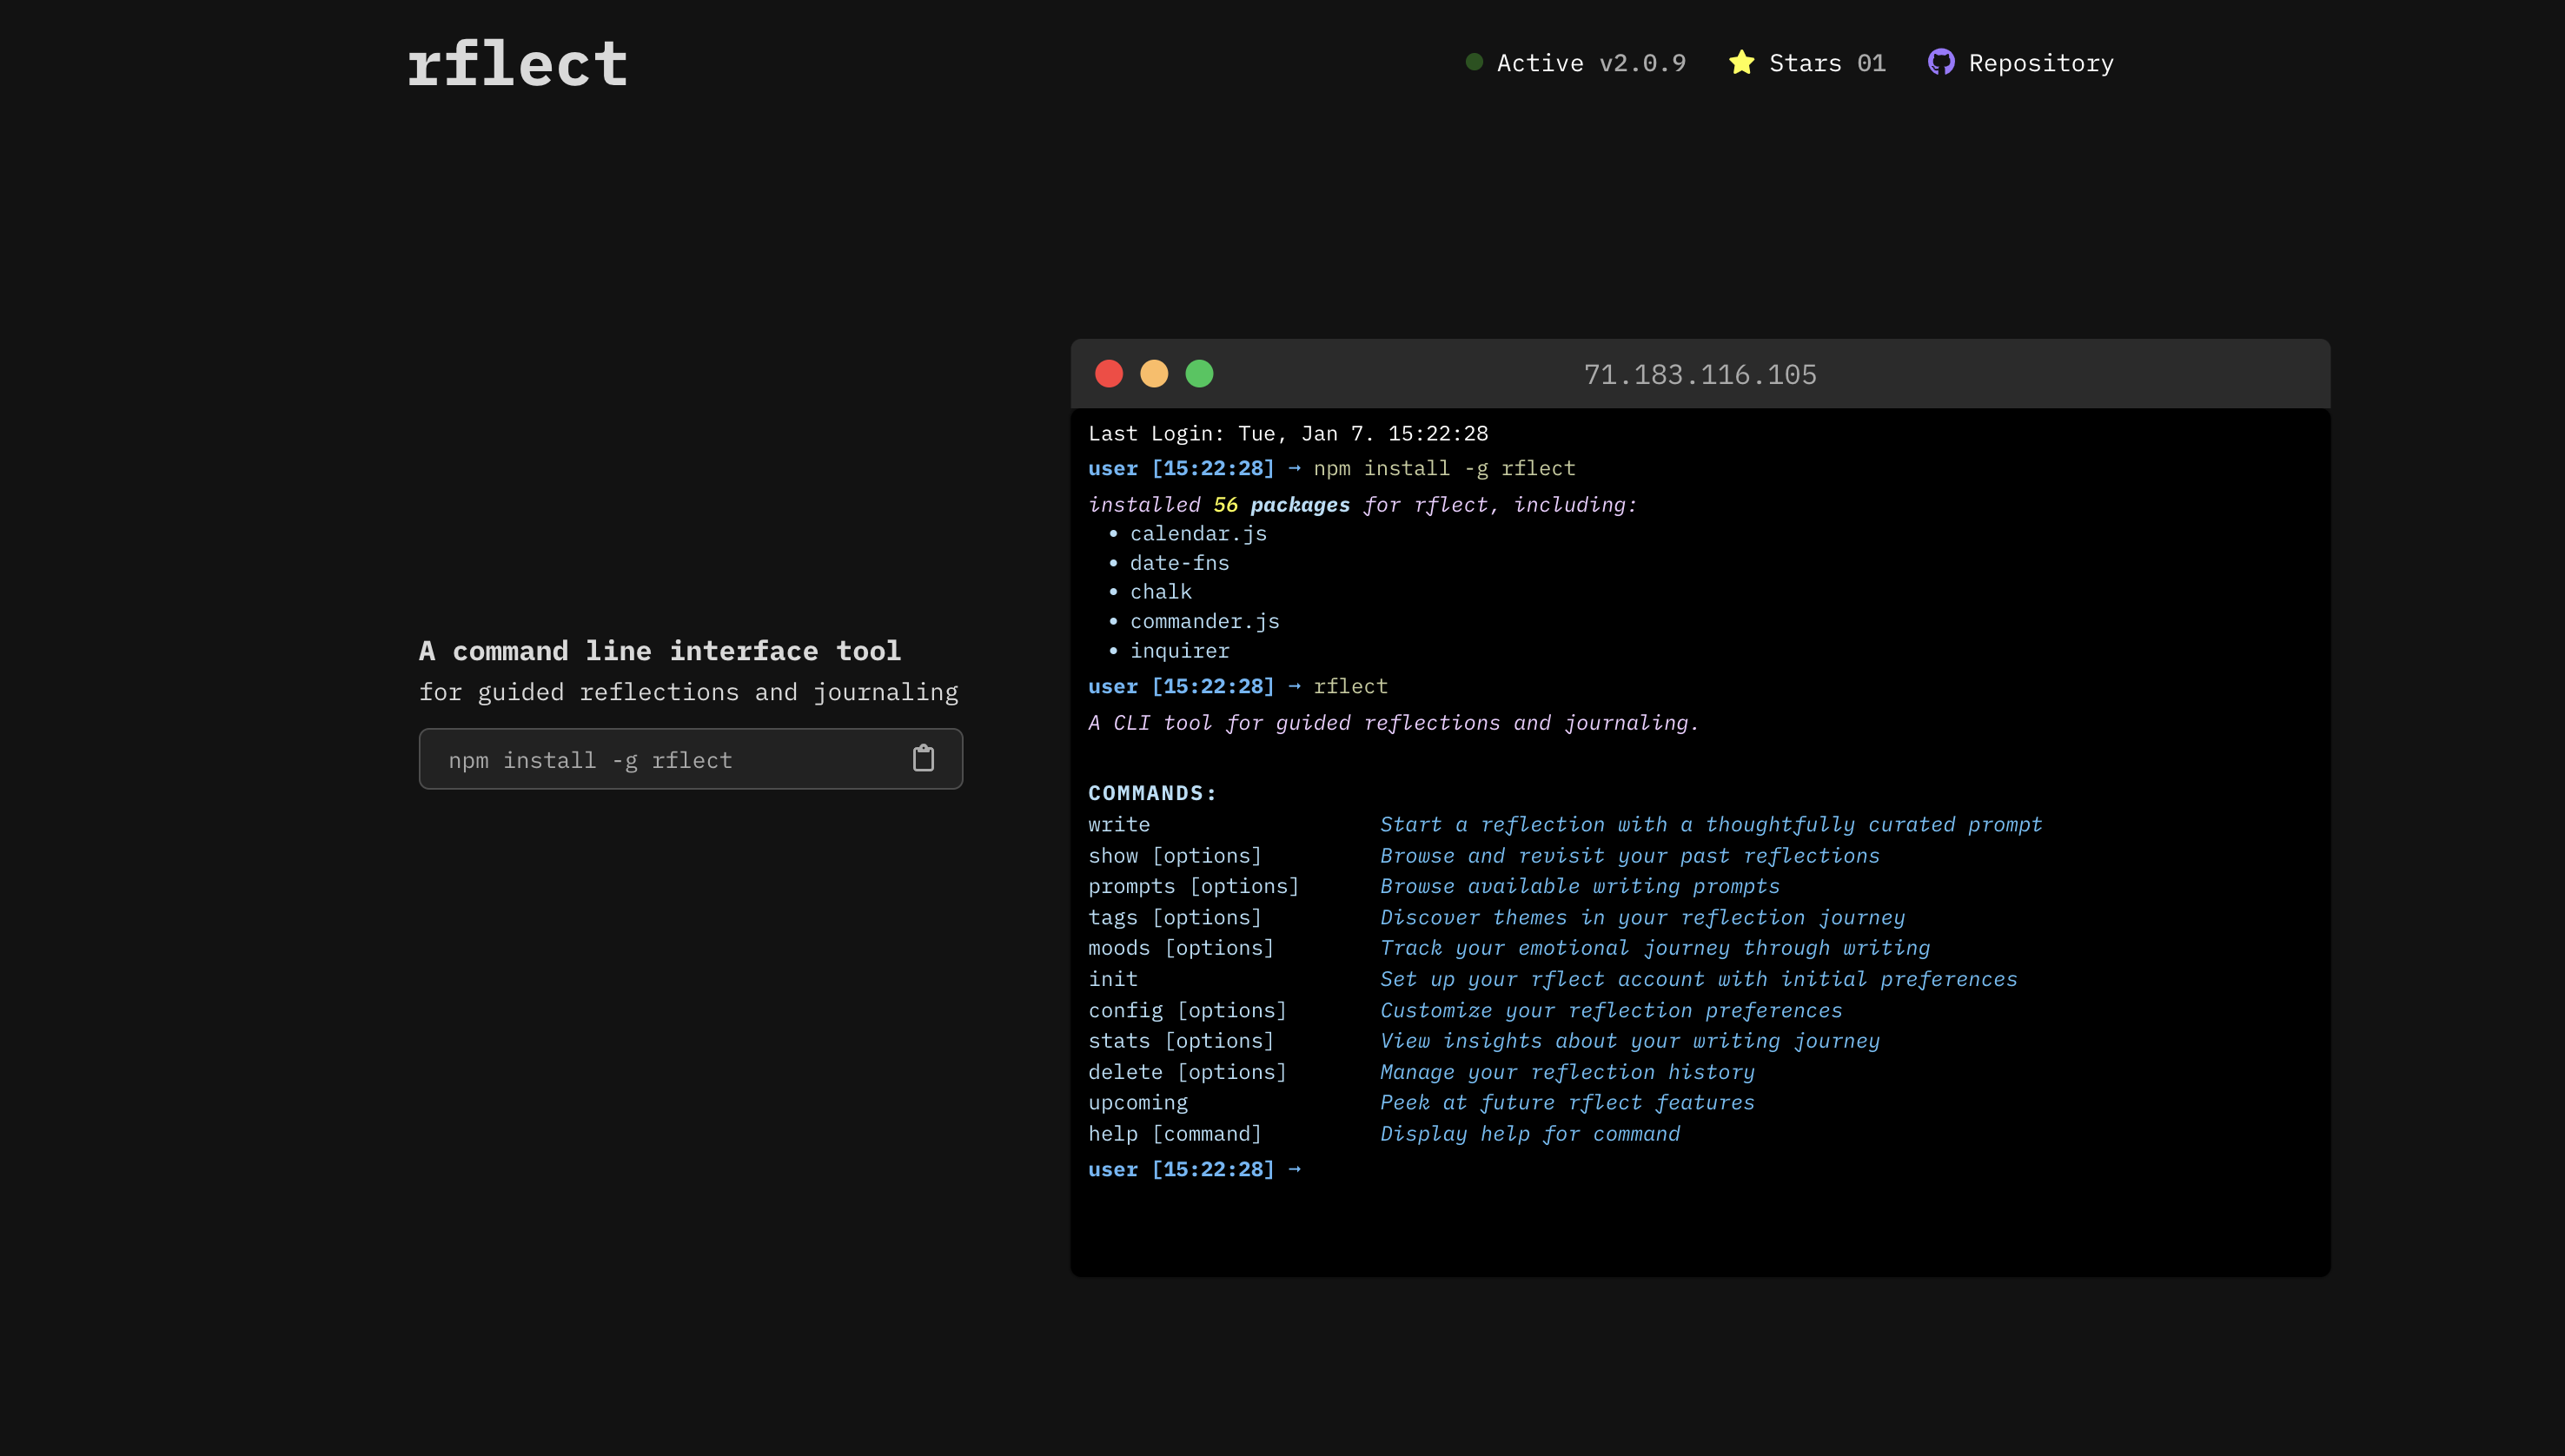 rflect
Active v2.0.9
Stars 01
Repository
A command line interface tool
for guided reflections and journaling
npm install -g rflect
71.183.116.105
Last Login: Tue, Jan 7. 15:22:28
user [15:22:28] → npm install -g rflect
installed 56 packages for rflect, including:
• calendar.js
• date-fns
• chalk
• commander.js
• inquirer
user [15:22:28] → rflect
A CLI tool for guided reflections and journaling.
COMMANDS:
write Start a reflection with a thoughtfully curated prompt
show [options] Browse and revisit your past reflections
prompts [options] Browse available writing prompts
tags [options] Discover themes in your reflection journey
moods [options] Track your emotional journey through writing
init Set up your rflect account with initial preferences
config [options] Customize your reflection preferences
stats [options] View insights about your writing journey
delete [options] Manage your reflection history
upcoming Peek at future rflect features
help [command] Display help for command
user [15:22:28] →